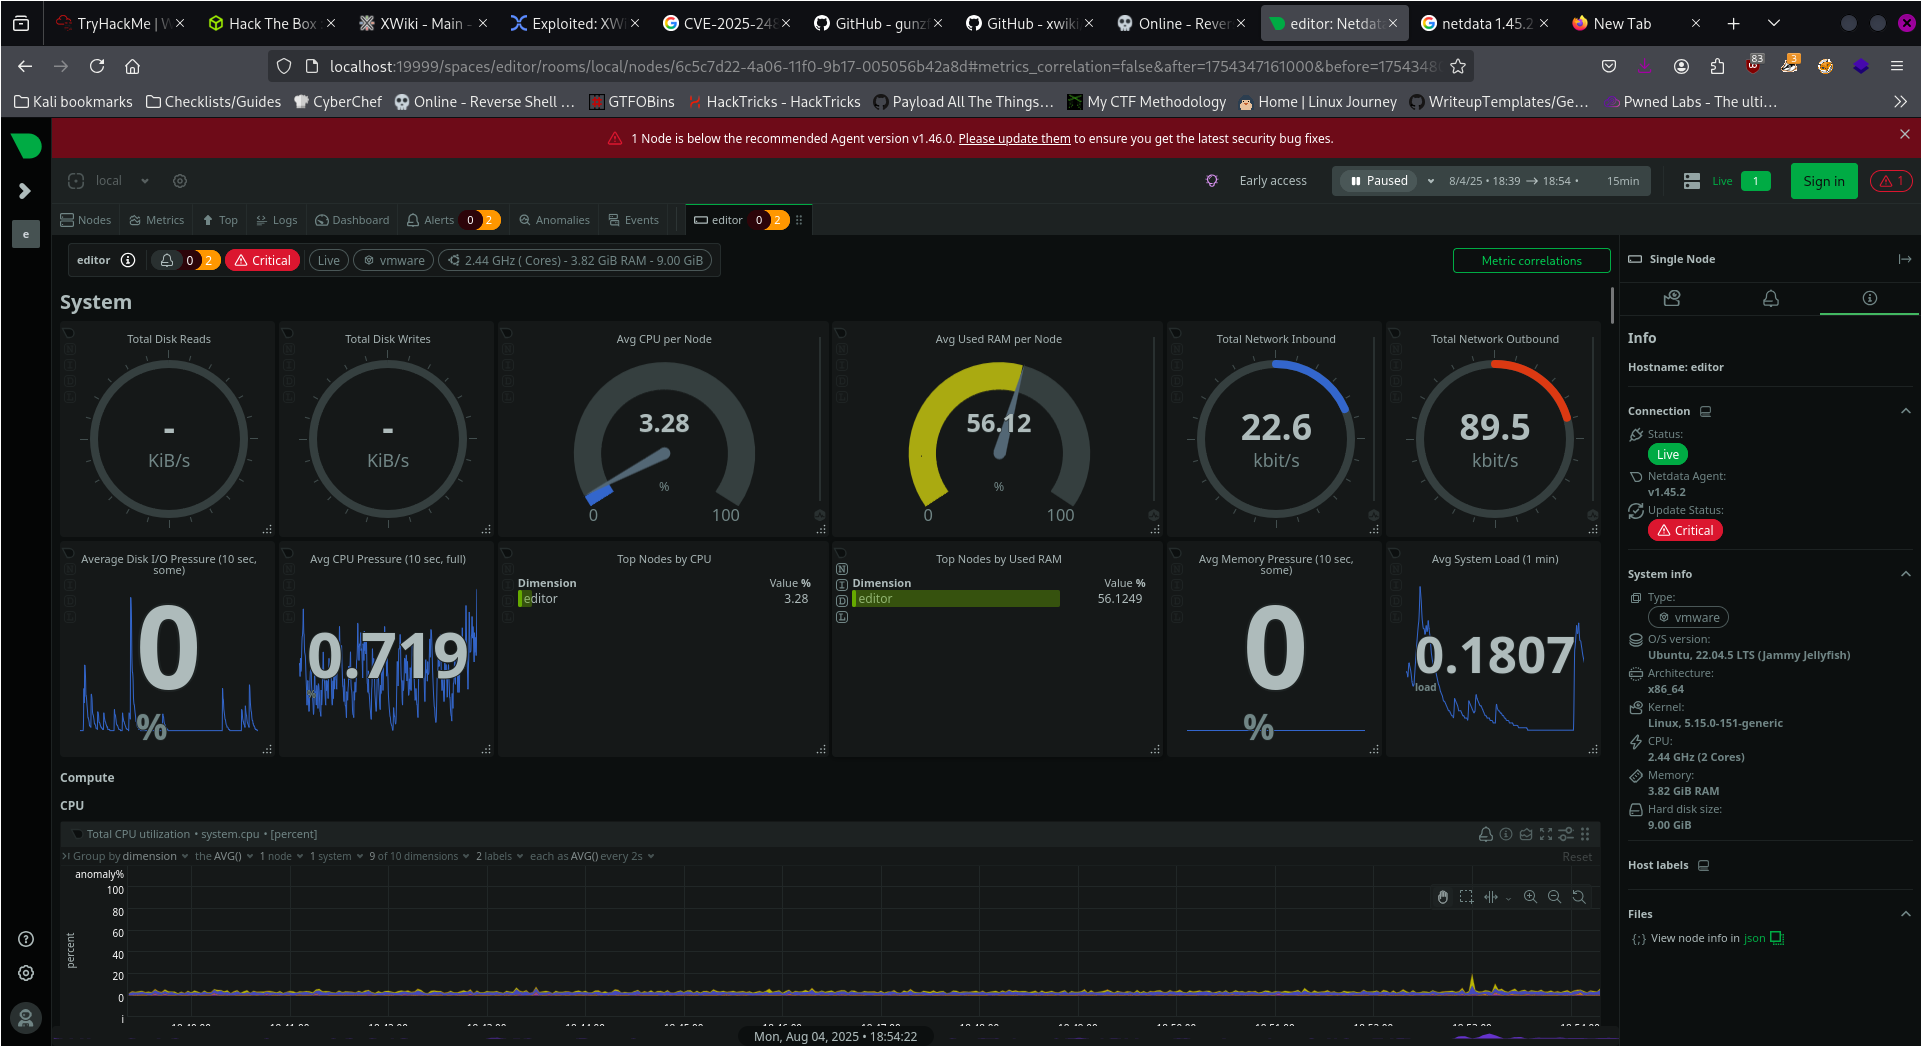 TryHackMe | W
Hack The Box
XWiki - Main -
Exploited: XWi
CVE-2025-248
GitHub - gunzf
GitHub - xwiki
Online - Rever
editor: Netdata
netdata 1.45.2
New Tab
localhost:19999/spaces/editor/rooms/local/nodes/6c5c7d22-4a06-11f0-9b17-005056b42a8d#metrics_correlation=false&after=1754347161000&before=17543480
83
3
Kali bookmarks
Checklists/Guides
CyberChef
Online - Reverse Shell …
GTFOBins
HackTricks - HackTricks
Payload All The Things…
My CTF Methodology
Home | Linux Journey
WriteupTemplates/Ge…
Pwned Labs - The ulti…
1 Node is below the recommended Agent version v1.46.0. Please update them to ensure you get the latest security bug fixes.
local
Early access
Paused
8/4/25 • 18:39 → 18:54 •
15min
Live
1
Sign in
1
Nodes
Metrics
Top
Logs
Dashboard
Alerts 0 2
Anomalies
Events
editor 0 2
e
editor
0 2
Critical
Live
vmware
2.44 GHz ( Cores) - 3.82 GiB RAM - 9.00 GiB
Metric correlations
System
Total Disk Reads
-
KiB/s
Total Disk Writes
-
KiB/s
Avg CPU per Node
3.28
%
0
100
Avg Used RAM per Node
56.12
%
0
100
Total Network Inbound
22.6
kbit/s
Total Network Outbound
89.5
kbit/s
Average Disk I/O Pressure (10 sec,
some)
0
%
Avg CPU Pressure (10 sec, full)
0.719
%
Top Nodes by CPU
Dimension
Value %
editor
3.28
Top Nodes by Used RAM
N
I
D
L
Dimension
Value %
editor
56.1249
Avg Memory Pressure (10 sec,
some)
0
%
Avg System Load (1 min)
0.1807
load
Compute
CPU
Total CPU utilization • system.cpu • [percent]
Group by dimension
the AVG()
1 node
1 system
9 of 10 dimensions
2 labels
each as AVG() every 2s
Reset
anomaly%
100
80
60
40
20
0
percent
Mon, Aug 04, 2025 • 18:54:22
Single Node
Info
Hostname: editor
Connection
Status:
Live
Netdata Agent:
v1.45.2
Update Status:
Critical
System info
Type:
vmware
O/S version:
Ubuntu, 22.04.5 LTS (Jammy Jellyfish)
Architecture:
x86_64
Kernel:
Linux, 5.15.0-151-generic
CPU:
2.44 GHz (2 Cores)
Memory:
3.82 GiB RAM
Hard disk size:
9.00 GiB
Host labels
Files
{;} View node info in json